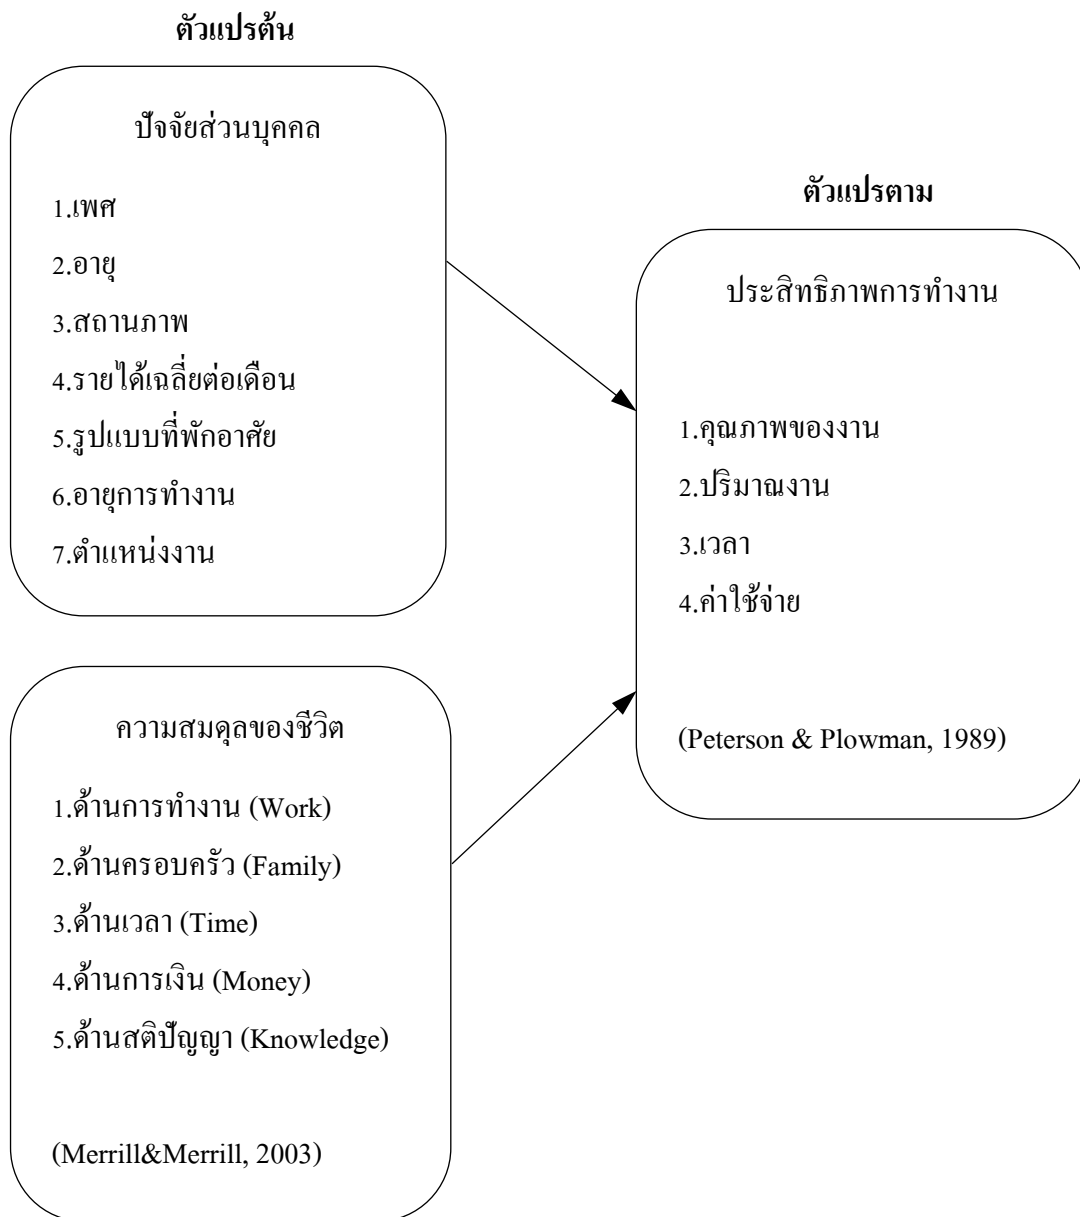 ตัวแปรต้น
ปัจจัยส่วนบุคคล
1.เพศ
2.อายุ
3.สถานภาพ
4.รายได้เฉลี่ยต่อเดือน
5.รูปแบบที่พักอาศัย
6.อายุการทำงาน
7.ตำแหน่งงาน
ความสมดุลของชีวิต
1.ด้านการทำงาน (Work)
2.ด้านครอบครัว (Family)
3.ด้านเวลา (Time)
4.ด้านการเงิน (Money)
5.ด้านสติปัญญา (Knowledge)
(Merrill&Merrill, 2003)
ตัวแปรตาม
ประสิทธิภาพการทำงาน
1.คุณภาพของงาน
2.ปริมาณงาน
3.เวลา
4.ค่าใช้จ่าย
(Peterson & Plowman, 1989)